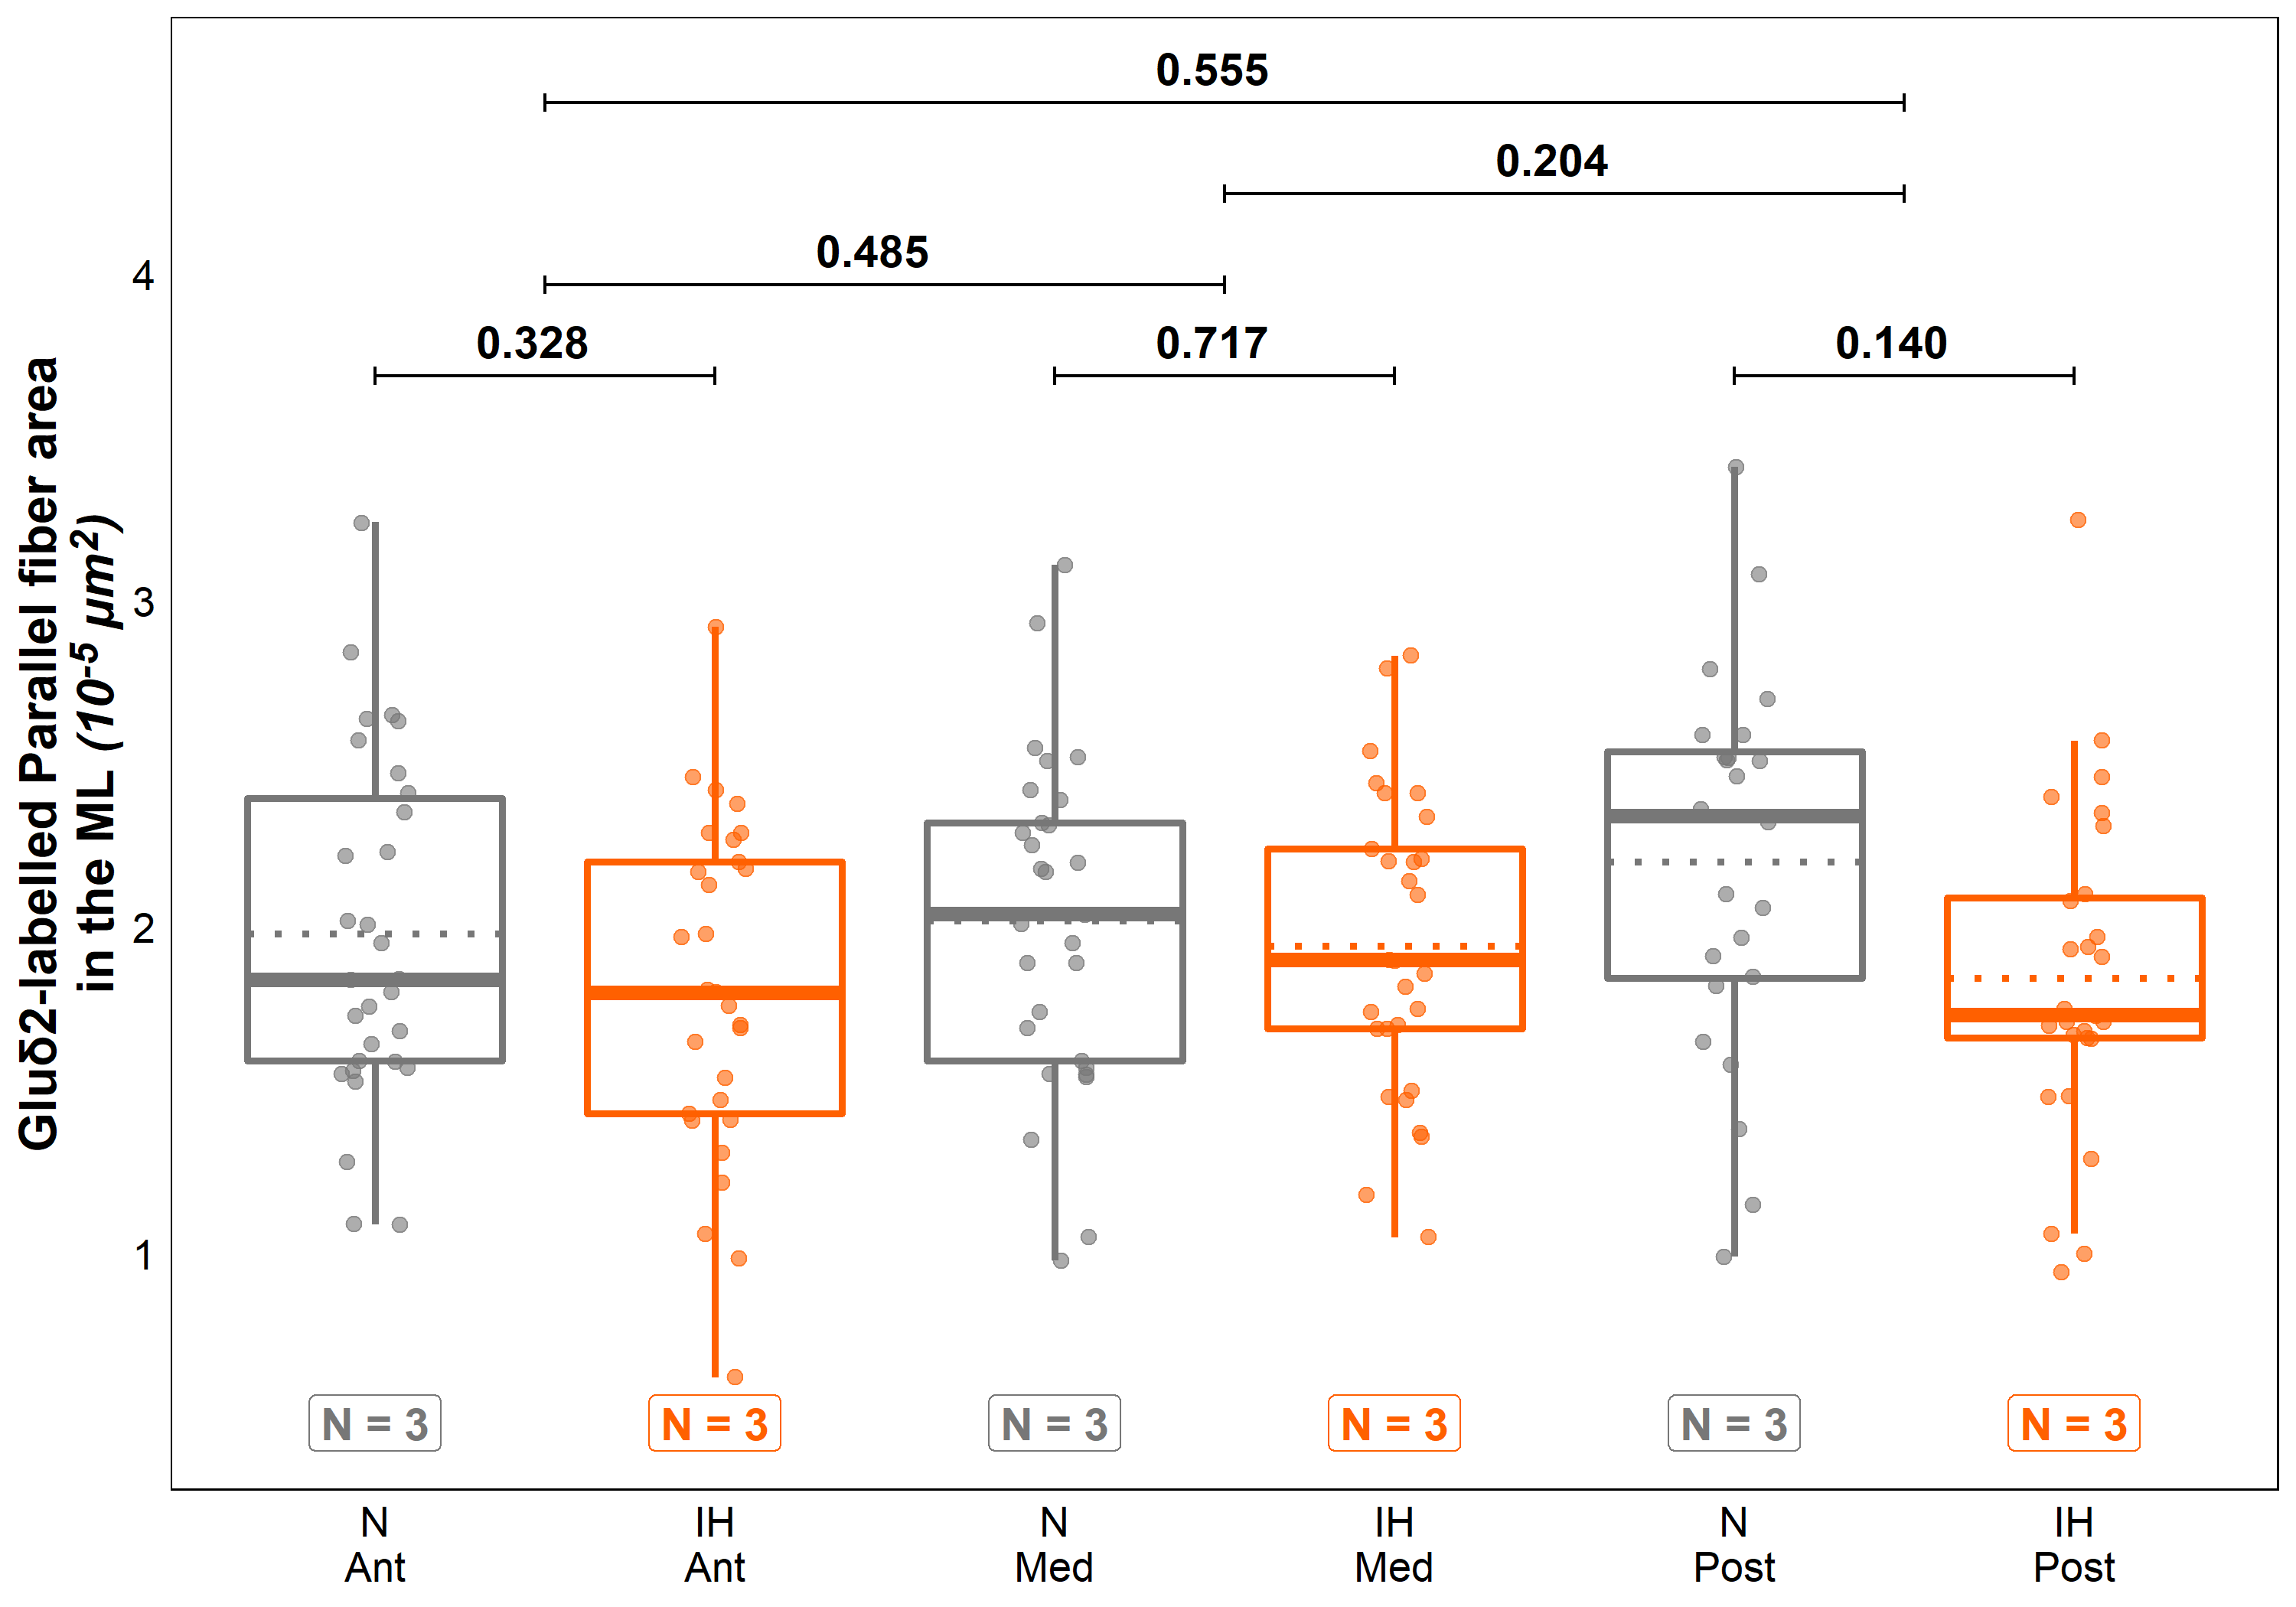 0.555
0.204
0.485
0.328 0.717 0.140
Gluδ2-labelled Parallel fiber area
in the ML (10-5 µm2)
4
3
2
1
N = 3 N = 3 N = 3 N = 3 N = 3 N = 3
N IH N IH N IH
Ant Ant Med Med Post Post